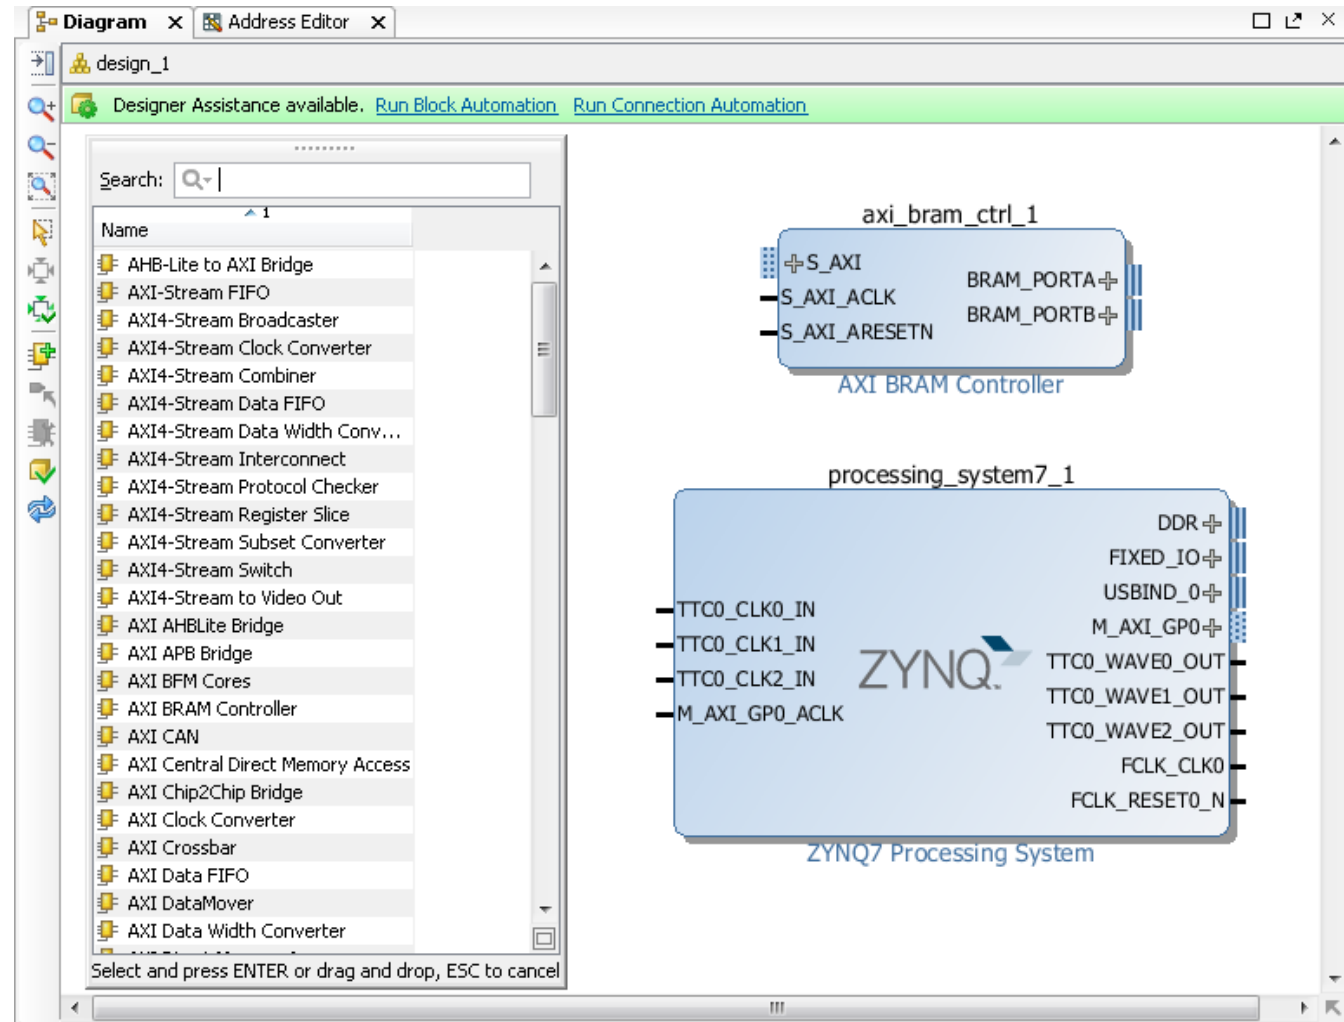 Diagram
Address Editor
design_1
Designer Assistance available. Run Block Automation Run Connection Automation
Search:
1
Name
AHB-Lite to AXI Bridge
AXI-Stream FIFO
AXI4-Stream Broadcaster
AXI4-Stream Clock Converter
AXI4-Stream Combiner
AXI4-Stream Data FIFO
AXI4-Stream Data Width Conv...
AXI4-Stream Interconnect
AXI4-Stream Protocol Checker
AXI4-Stream Register Slice
AXI4-Stream Subset Converter
AXI4-Stream Switch
AXI4-Stream to Video Out
AXI AHBLite Bridge
AXI APB Bridge
AXI BFM Cores
AXI BRAM Controller
AXI CAN
AXI Central Direct Memory Access
AXI Chip2Chip Bridge
AXI Clock Converter
AXI Crossbar
AXI Data FIFO
AXI DataMover
AXI Data Width Converter
Select and press ENTER or drag and drop, ESC to cancel
axi_bram_ctrl_1
S_AXI
S_AXI_ACLK
S_AXI_ARESETN
BRAM_PORTA
BRAM_PORTB
AXI BRAM Controller
processing_system7_1
TTC0_CLK0_IN
TTC0_CLK1_IN
TTC0_CLK2_IN
M_AXI_GP0_ACLK
ZYNQ
DDR
FIXED_IO
USBIND_0
M_AXI_GP0
TTC0_WAVE0_OUT
TTC0_WAVE1_OUT
TTC0_WAVE2_OUT
FCLK_CLK0
FCLK_RESET0_N
ZYNQ7 Processing System